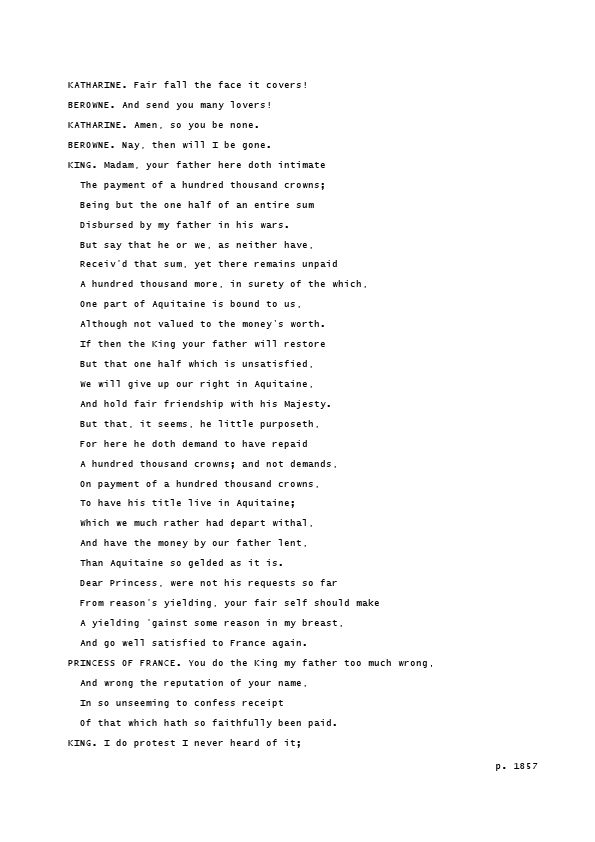 KATHARINE. Fair fall the face it covers!
BEROWNE. And send you many lovers!
KATHARINE. Amen, so you be none.
BEROWNE. Nay, then will I be gone.
KING. Madam, your father here doth intimate
The payment of a hundred thousand crowns;
Being but the one half of an entire sum
Disbursed by my father in his wars.
But say that he or we, as neither have,
Receiv'd that sum, yet there remains unpaid
A hundred thousand more, in surety of the which,
One part of Aquitaine is bound to us,
Although not valued to the money's worth.
If then the King your father will restore
But that one half which is unsatisfied,
We will give up our right in Aquitaine,
And hold fair friendship with his Majesty.
But that, it seems, he little purposeth,
For here he doth demand to have repaid
A hundred thousand crowns; and not demands,
On payment of a hundred thousand crowns,
To have his title live in Aquitaine;
Which we much rather had depart withal,
And have the money by our father lent,
Than Aquitaine so gelded as it is.
Dear Princess, were not his requests so far
From reason's yielding, your fair self should make
A yielding 'gainst some reason in my breast,
And go well satisfied to France again.
PRINCESS OF FRANCE. You do the King my father too much wrong,
And wrong the reputation of your name,
In so unseeming to confess receipt
Of that which hath so faithfully been paid.
KING. I do protest I never heard of it;
p. 1857